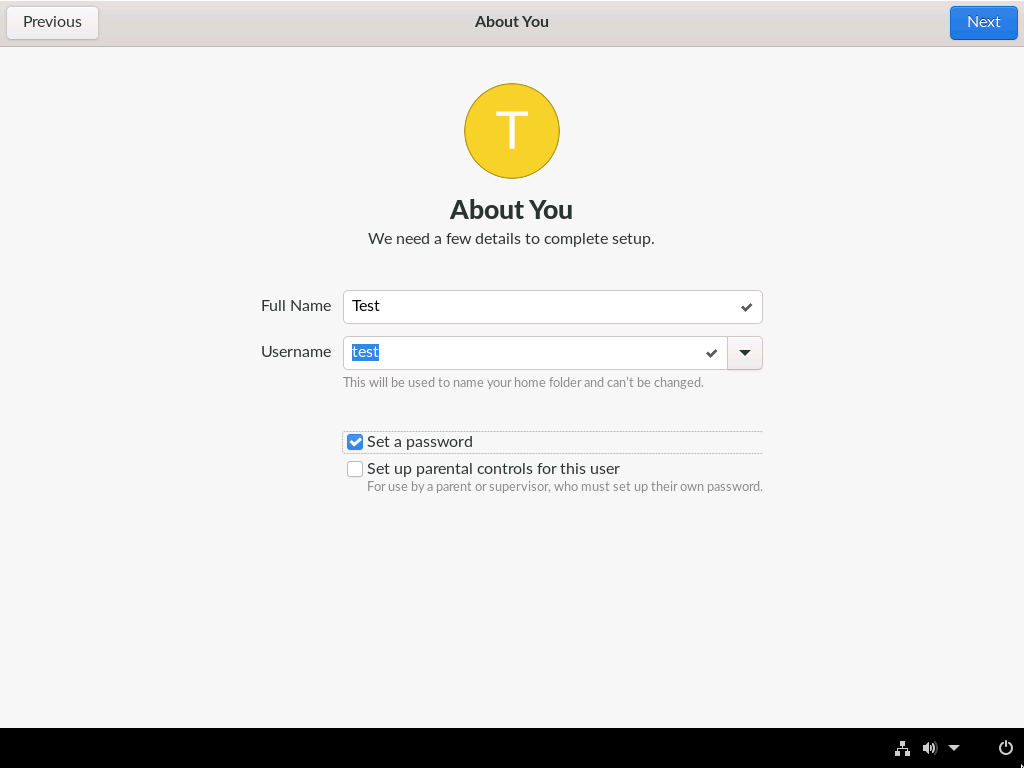 Previous
About You
Next
T
About You
We need a few details to complete setup.
Full Name
Test
Username
test
This will be used to name your home folder and can't be changed.
Set a password
Set up parental controls for this user
For use by a parent or supervisor, who must set up their own password.